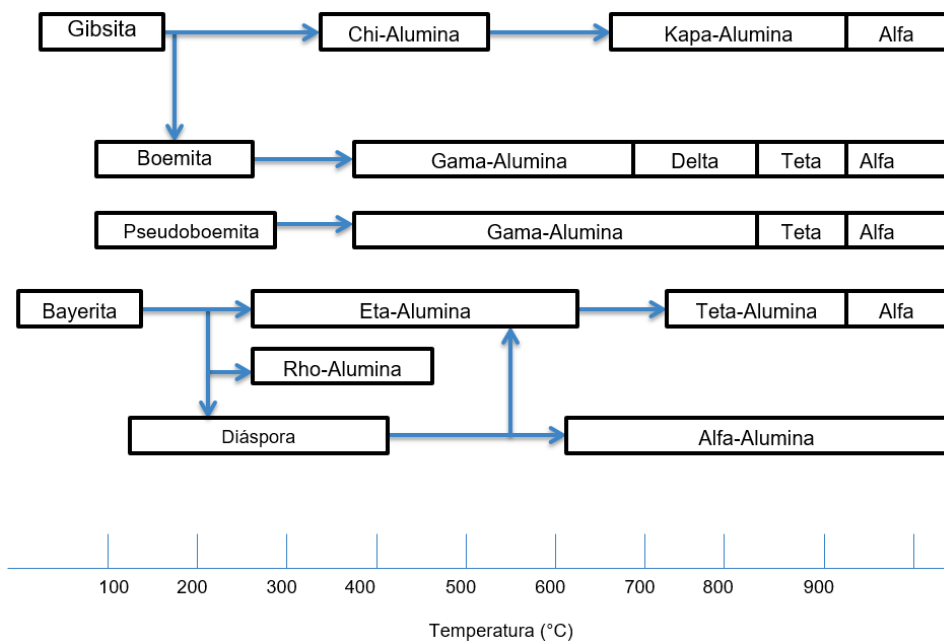 Gibsita
Chi-Alumina
Kapa-Alumina
Alfa
Boemita
Gama-Alumina
Delta
Teta
Alfa
Pseudoboemita
Gama-Alumina
Teta
Alfa
Bayerita
Eta-Alumina
Teta-Alumina
Alfa
Rho-Alumina
Diáspora
Alfa-Alumina
100 200 300 400 500 600 700 800 900
Temperatura (°C)